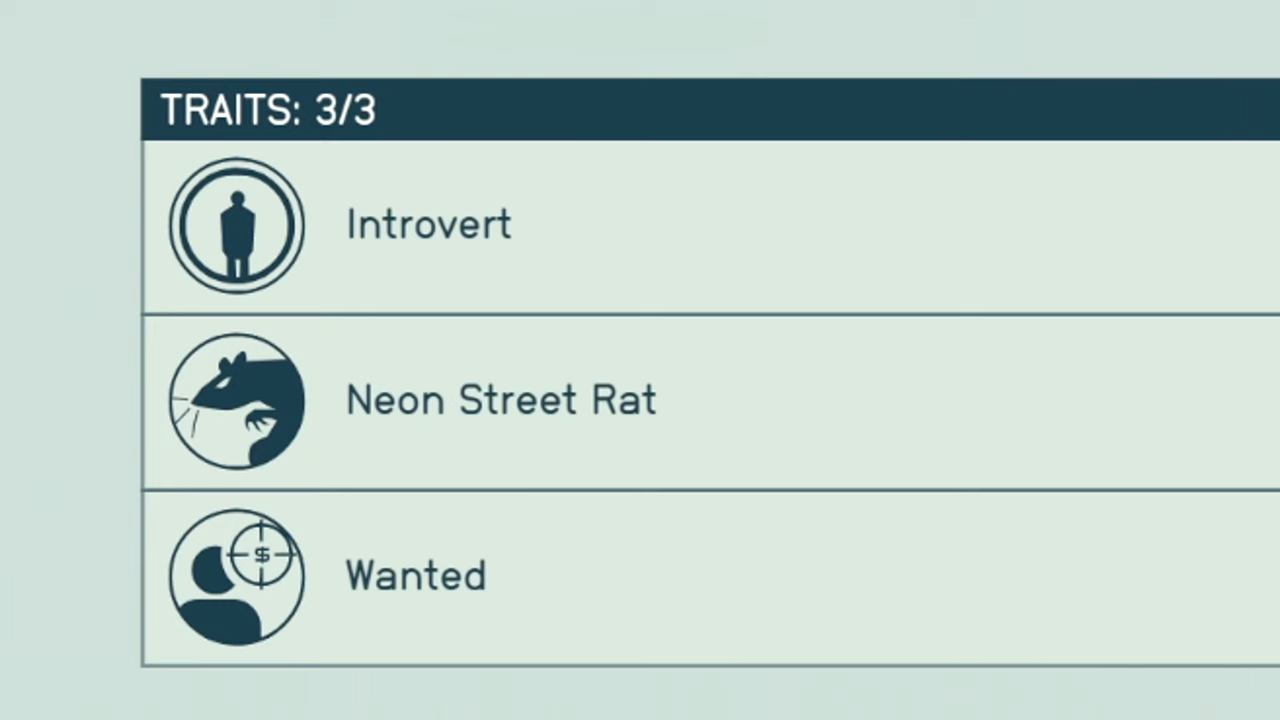 TRAITS: 3/3
Introvert
Neon Street Rat
$
Wanted